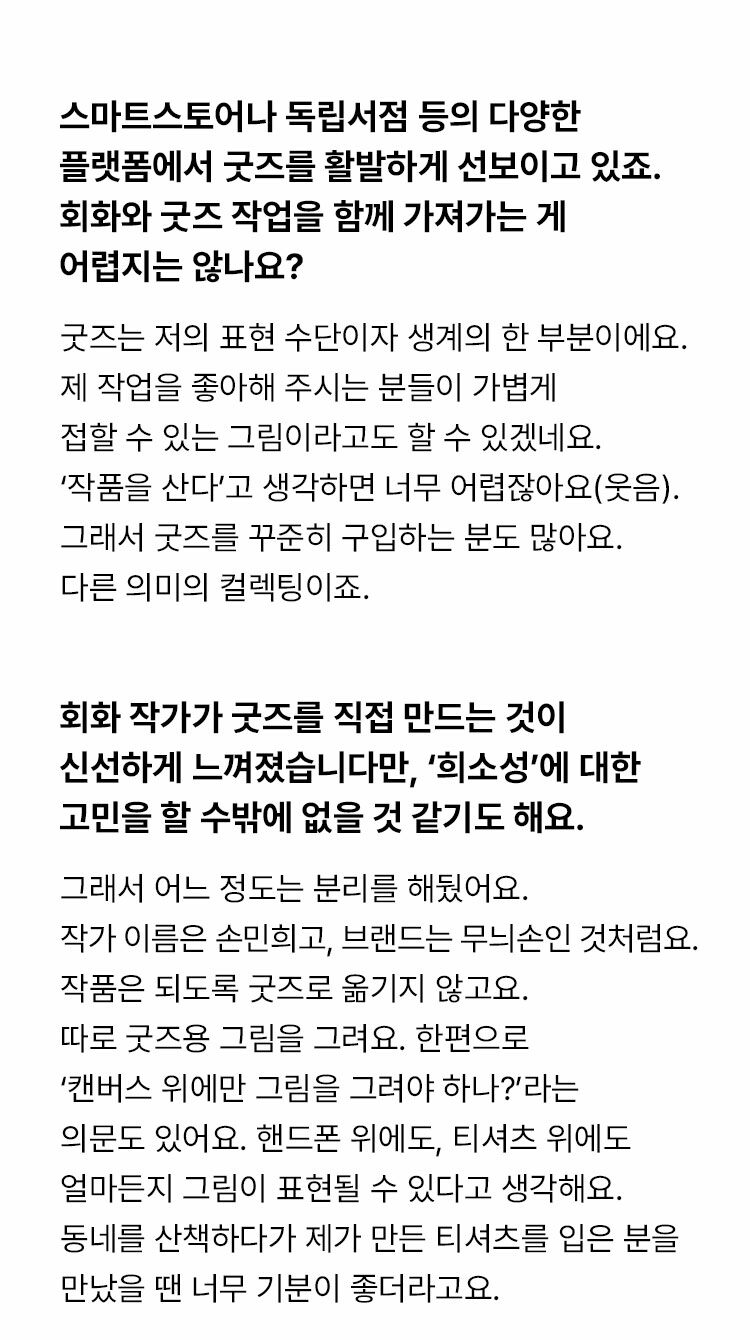 스마트스토어나 독립서점 등의 다양한
플랫폼에서 굿즈를 활발하게 선보이고 있죠.
회화와 굿즈 작업을 함께 가져가는 게
어렵지는 않나요?
굿즈는 저의 표현 수단이자 생계의 한 부분이에요.
제 작업을 좋아해 주시는 분들이 가볍게
접할 수 있는 그림이라고도 할 수 있겠네요.
‘작품을 산다’고 생각하면 너무 어렵잖아요(웃음).
그래서 굿즈를 꾸준히 구입하는 분도 많아요.
다른 의미의 컬렉팅이죠.
회화 작가가 굿즈를 직접 만드는 것이
신선하게 느껴졌습니다만, ‘희소성’에 대한
고민을 할 수밖에 없을 것 같기도 해요.
그래서 어느 정도는 분리를 해뒀어요.
작가 이름은 손민희고, 브랜드는 무늬손인 것처럼요.
작품은 되도록 굿즈로 옮기지 않고요.
따로 굿즈용 그림을 그려요. 한편으로
‘캔버스 위에만 그림을 그려야 하나?’라는
의문도 있어요. 핸드폰 위에도, 티셔츠 위에도
얼마든지 그림이 표현될 수 있다고 생각해요.
동네를 산책하다가 제가 만든 티셔츠를 입은 분을
만났을 땐 너무 기분이 좋더라고요.